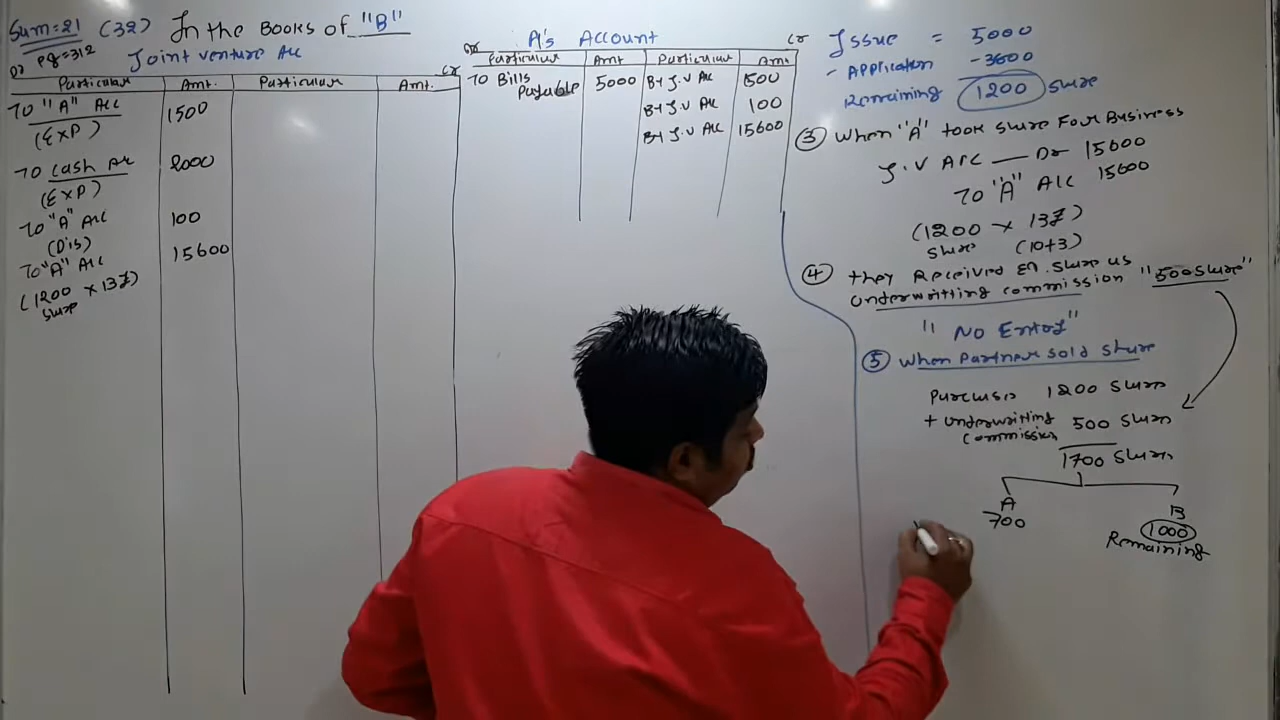 Sum=21 (32) In the Books of "B"
Pg=312 Joint venture A/c
Dr Cr
Particular Amt. Particular Amt.
To "A" A/c 1500
(Exp)
To Cash A/c 2000
(Exp)
To "A" A/c 100
(Dis)
To "A" A/c 15600
(1200 x 13₹)
share
A's Account
Dr Cr
Particular Amt Particular Amt
To Bills Payable 5000 By J.V A/c 1500
By J.V A/c 100
By J.V A/c 15600
Issue = 5000
- Application -3600
Remaining 1200 share
③ When "A" took share For Business
J.V A/c — Dr 15600
To "A" A/c 15600
(1200 x 13₹)
share (10+3)
④ They Received share as
underwritting commission "500 share"
"No Entry"
⑤ When Partner sold share
1200 share
+ underwriting 500 share
commission
1700 share
A B
700 1000
Remaining